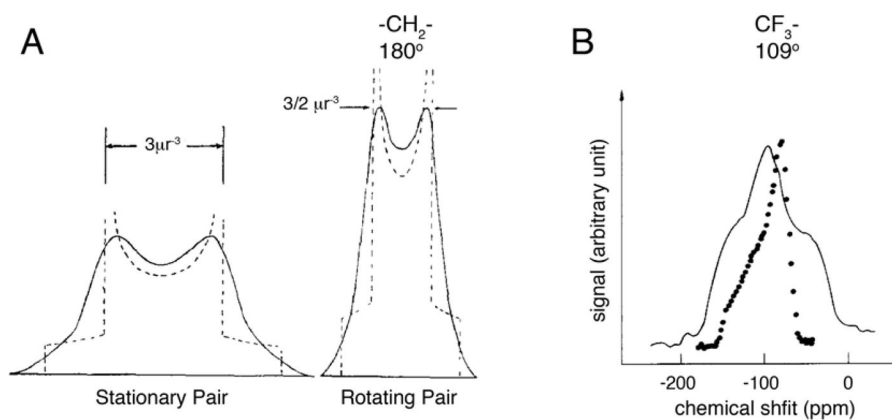 A
-CH₂-
180°
3μr⁻³
3/2 μr⁻³
Stationary Pair
Rotating Pair
B
CF₃-
109°
signal (arbitrary unit)
-200
-100
0
chemical shfit (ppm)